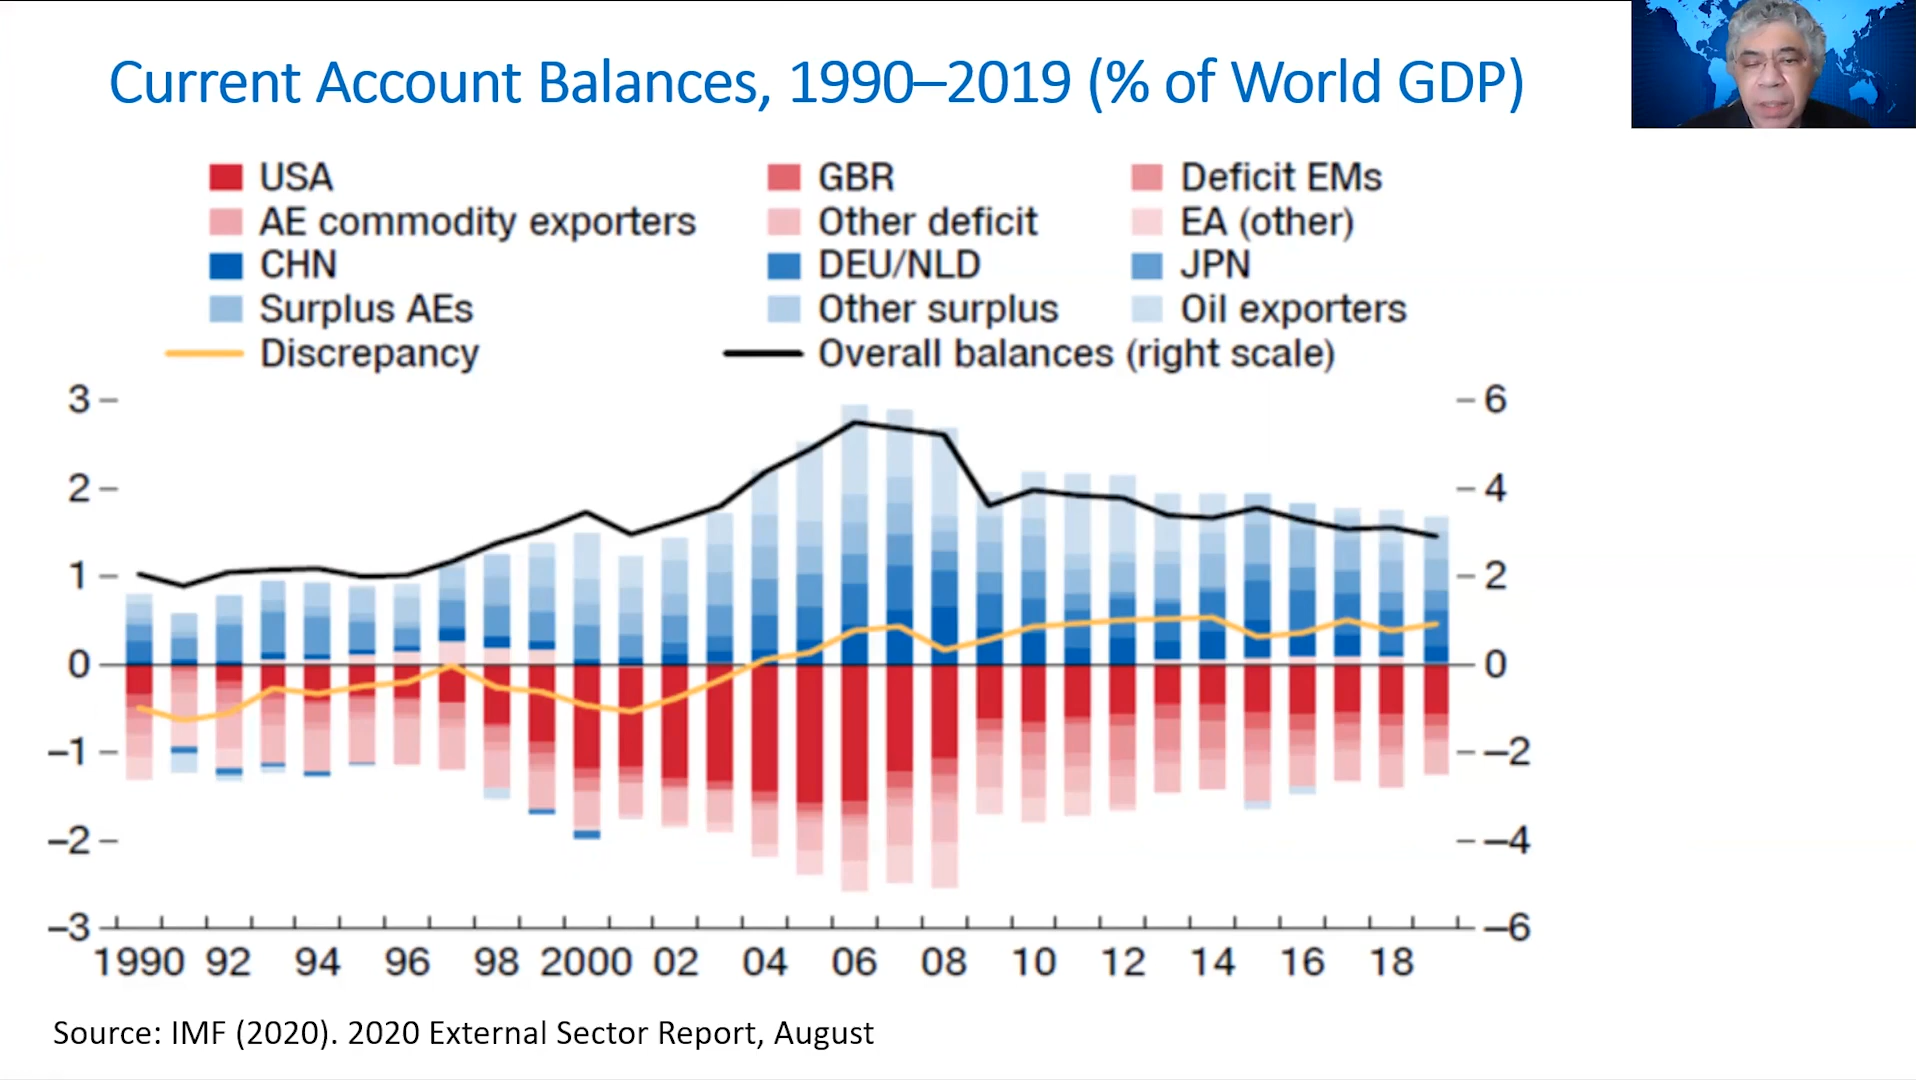 Current Account Balances, 1990–2019 (% of World GDP)
USA GBR Deficit EMs
AE commodity exporters Other deficit EA (other)
CHN DEU/NLD JPN
Surplus AEs Other surplus Oil exporters
Discrepancy Overall balances (right scale)
3 6
2 4
1 2
0 0
–1 –2
–2 –4
–3 –6
1990 92 94 96 98 2000 02 04 06 08 10 12 14 16 18
Source: IMF (2020). 2020 External Sector Report, August